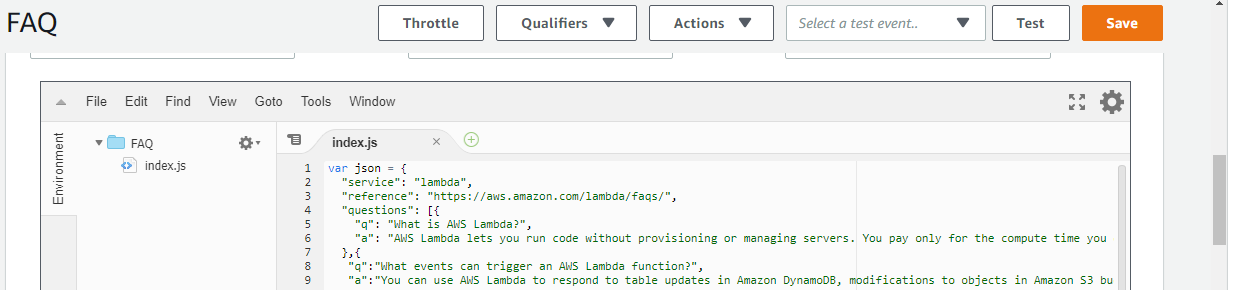 FAQ
Throttle Qualifiers Actions Select a test event.. Test Save
File Edit Find View Goto Tools Window
Environment
FAQ
index.js
index.js
1 var json = {
2 "service": "lambda",
3 "reference": "https://aws.amazon.com/lambda/faqs/",
4 "questions": [{
5 "q": "What is AWS Lambda?",
6 "a": "AWS Lambda lets you run code without provisioning or managing servers. You pay only for the compute time you
7 },{
8 "q":"What events can trigger an AWS Lambda function?",
9 "a":"You can use AWS Lambda to respond to table updates in Amazon DynamoDB, modifications to objects in Amazon S3 bu